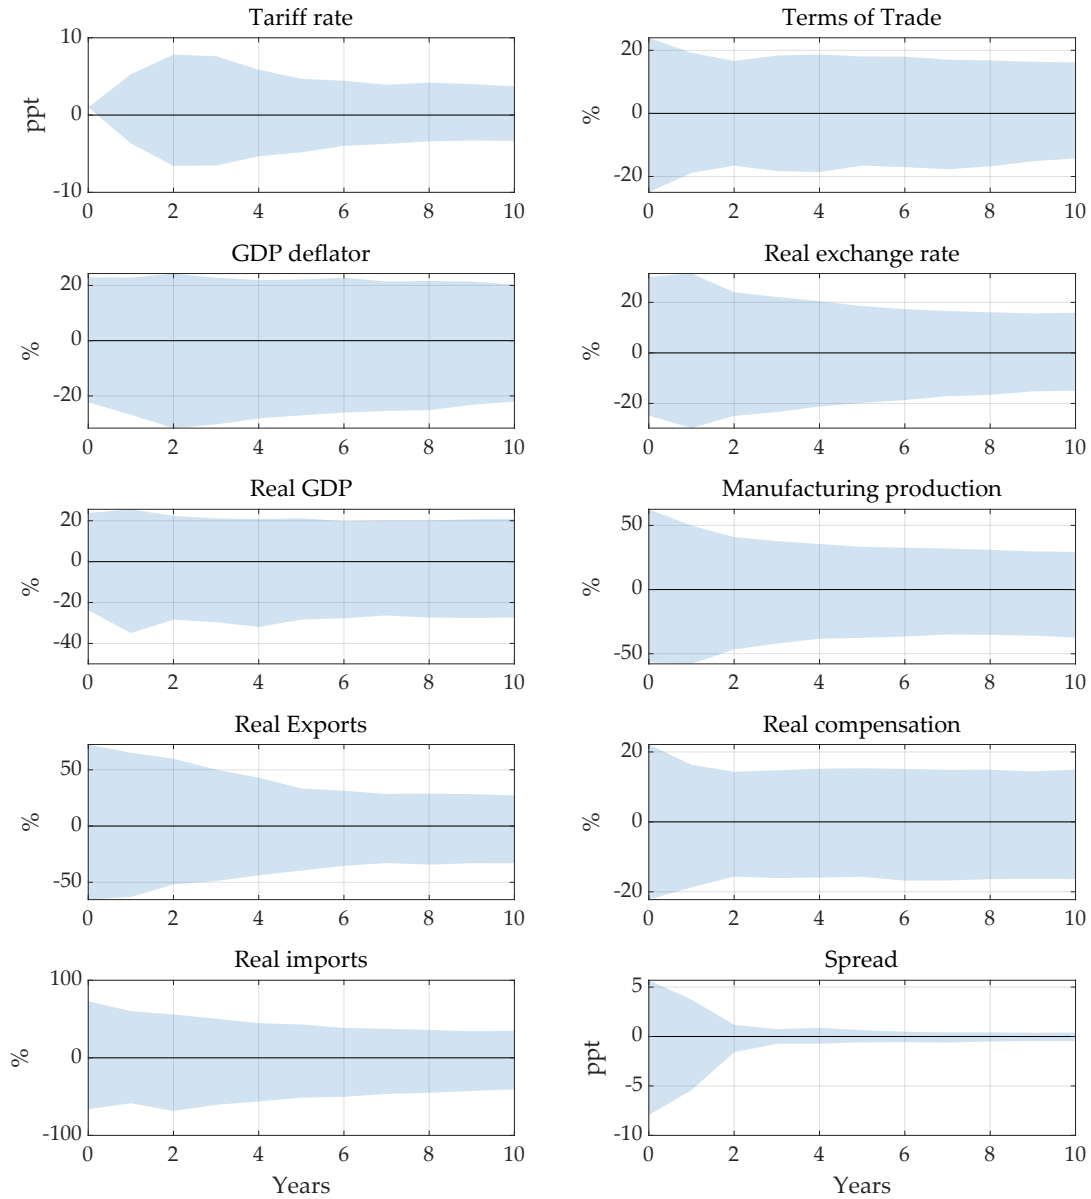 Tariff rate
10
0
-10
ppt
0 2 4 6 8 10
Terms of Trade
20
0
-20
%
0 2 4 6 8 10
GDP deflator
20
0
-20
%
0 2 4 6 8 10
Real exchange rate
20
0
-20
%
0 2 4 6 8 10
Real GDP
20
0
-20
-40
%
0 2 4 6 8 10
Manufacturing production
50
0
-50
%
0 2 4 6 8 10
Real Exports
50
0
-50
%
0 2 4 6 8 10
Real compensation
20
0
-20
%
0 2 4 6 8 10
Real imports
100
0
-100
%
0 2 4 6 8 10
Years
Spread
5
0
-5
-10
ppt
0 2 4 6 8 10
Years